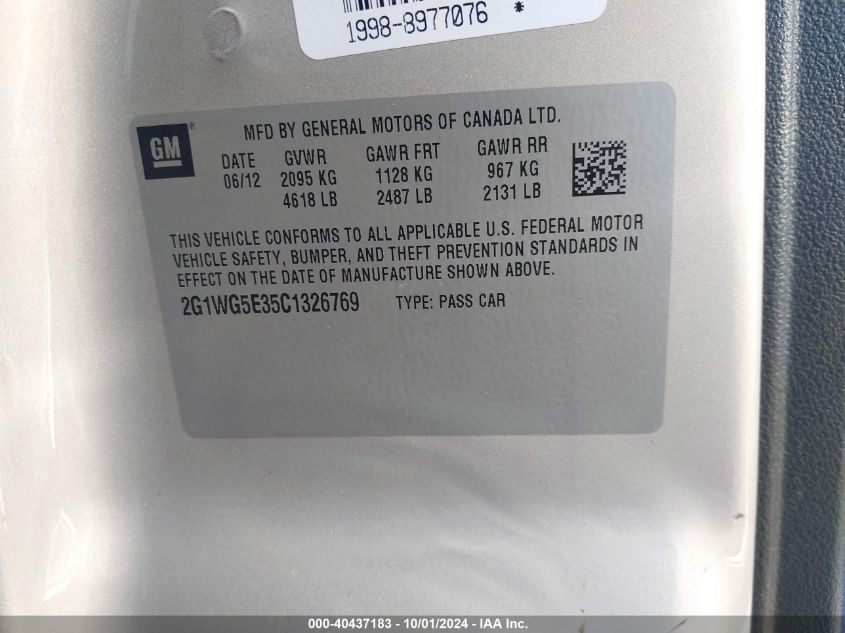 1998-8977076 *
GM
MFD BY GENERAL MOTORS OF CANADA LTD.
DATE GVWR GAWR FRT GAWR RR
06/12 2095 KG 1128 KG 967 KG
4618 LB 2487 LB 2131 LB
THIS VEHICLE CONFORMS TO ALL APPLICABLE U.S. FEDERAL MOTOR
VEHICLE SAFETY, BUMPER, AND THEFT PREVENTION STANDARDS IN
EFFECT ON THE DATE OF MANUFACTURE SHOWN ABOVE.
2G1WG5E35C1326769 TYPE: PASS CAR
000-40437183 - 10/01/2024 - IAA Inc.